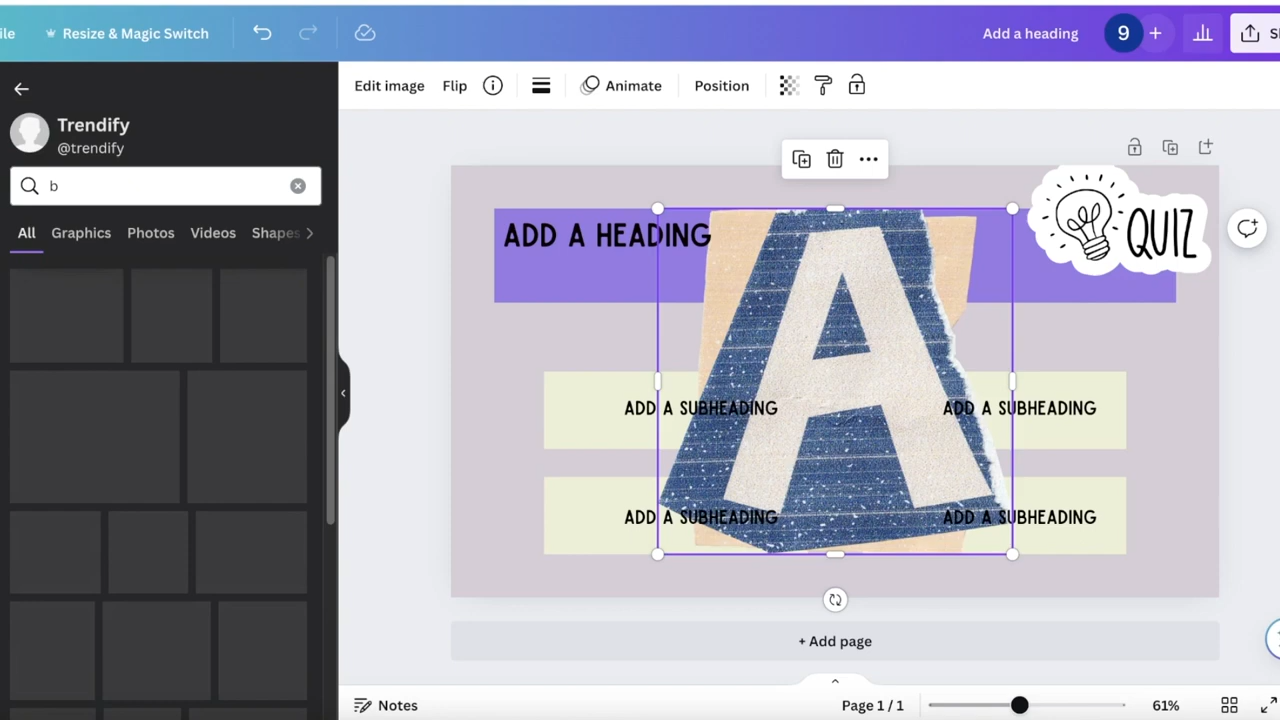 ile
Resize & Magic Switch
Add a heading
9
+
Trendify
@trendify
b
All
Graphics
Photos
Videos
Shapes
Edit image
Flip
Animate
Position
ADD A HEADING
A
QUIZ
ADD A SUBHEADING
ADD A SUBHEADING
ADD A SUBHEADING
ADD A SUBHEADING
+ Add page
Notes
Page 1 / 1
61%